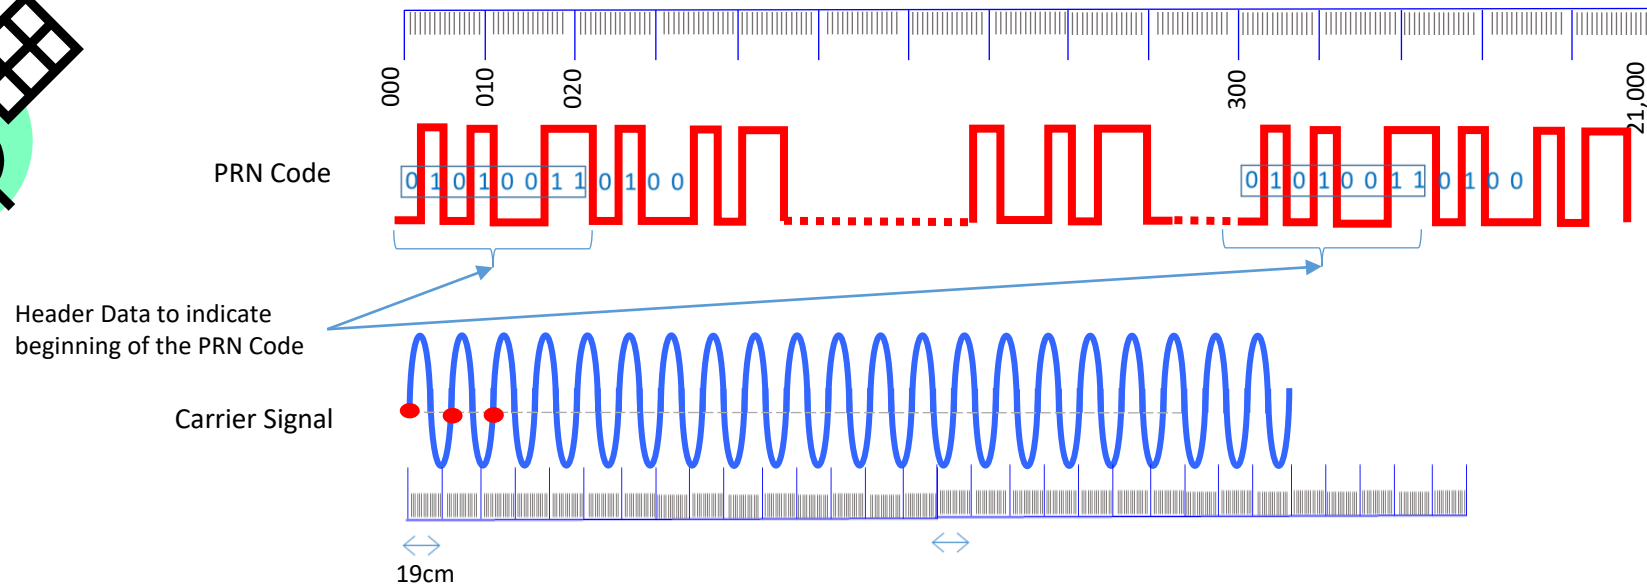 000
010
020
300
21,000
PRN Code
0 1 0 1 0 0 1 1 0 1 0 0
0 1 0 1 0 0 1 1 0 1 0 0
Header Data to indicate
beginning of the PRN Code
Carrier Signal
19cm